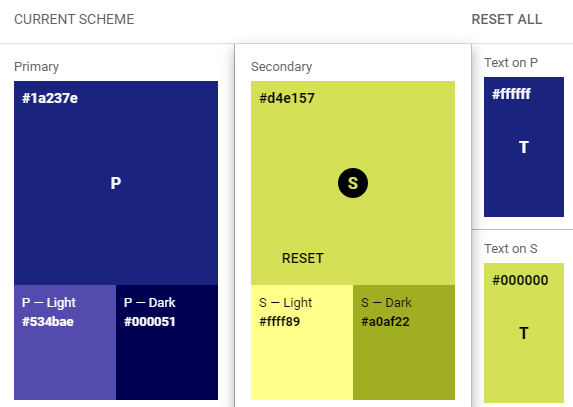 CURRENT SCHEME
RESET ALL
Primary
#1a237e
P
P — Light
#534bae
P — Dark
#000051
Secondary
#d4e157
S
RESET
S — Light
#ffff89
S — Dark
#a0af22
Text on P
#ffffff
T
Text on S
#000000
T